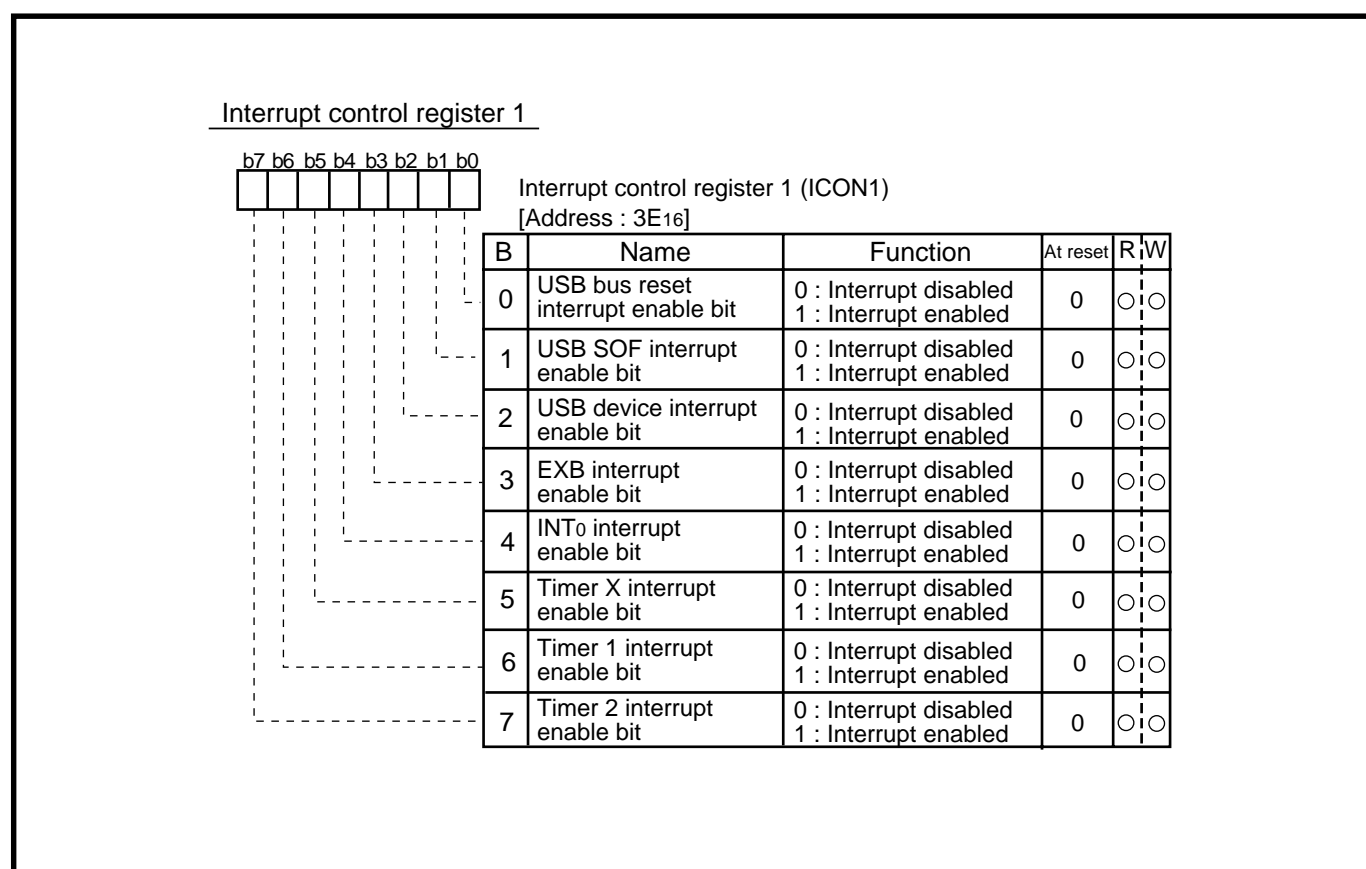 Interrupt control register 1
b7 b6 b5 b4 b3 b2 b1 b0
Interrupt control register 1 (ICON1)
[Address : 3E16]
B Name Function At reset R W
0 USB bus reset interrupt enable bit 0 : Interrupt disabled 1 : Interrupt enabled 0 ○ ○
1 USB SOF interrupt enable bit 0 : Interrupt disabled 1 : Interrupt enabled 0 ○ ○
2 USB device interrupt enable bit 0 : Interrupt disabled 1 : Interrupt enabled 0 ○ ○
3 EXB interrupt enable bit 0 : Interrupt disabled 1 : Interrupt enabled 0 ○ ○
4 INT0 interrupt enable bit 0 : Interrupt disabled 1 : Interrupt enabled 0 ○ ○
5 Timer X interrupt enable bit 0 : Interrupt disabled 1 : Interrupt enabled 0 ○ ○
6 Timer 1 interrupt enable bit 0 : Interrupt disabled 1 : Interrupt enabled 0 ○ ○
7 Timer 2 interrupt enable bit 0 : Interrupt disabled 1 : Interrupt enabled 0 ○ ○